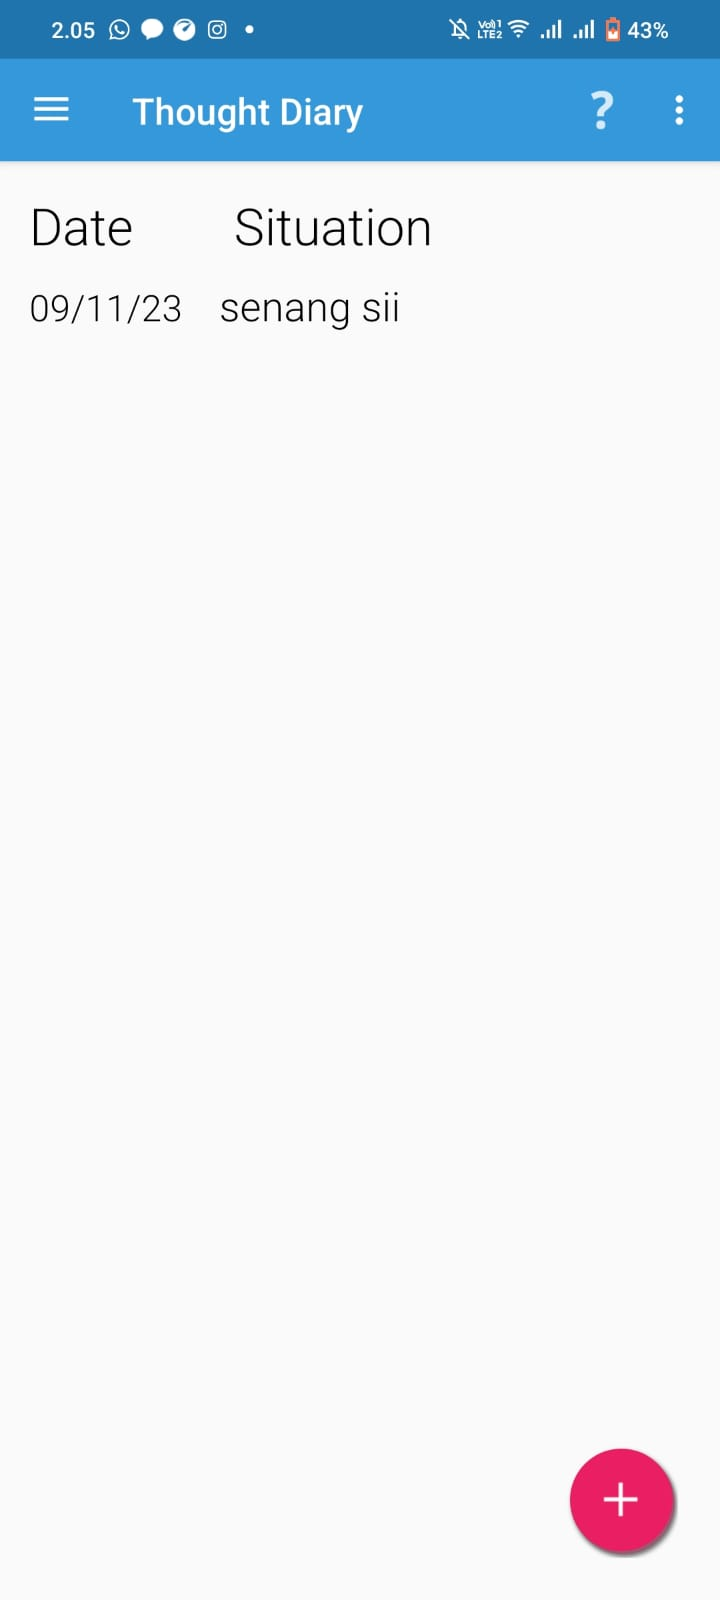 2.05 43%
Thought Diary ?
Date Situation
09/11/23 senang sii